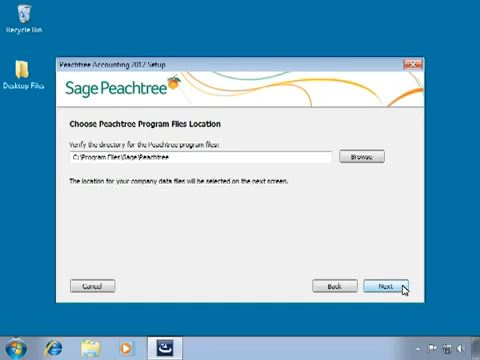 Recycle Bin
Desktop Files
Peachtree Accounting 2012 Setup
Sage Peachtree
Choose Peachtree Program Files Location
Verify the directory for the Peachtree program files:
C:\Program Files\Sage\Peachtree
Browse
The location for your company data files will be selected on the next screen.
Cancel
Back
Next